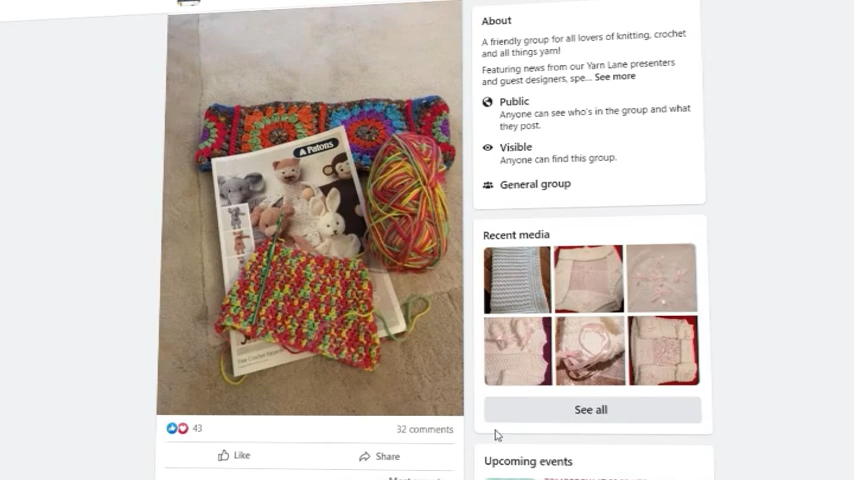 About
A friendly group for all lovers of knitting, crochet
and all things yarn!
Featuring news from our Yarn Lane presenters
and guest designers, spe... See more
Public
Anyone can see who's in the group and what
they post.
Visible
Anyone can find this group.
General group
Patons
Recent media
See all
43
32 comments
Like
Share
Upcoming events